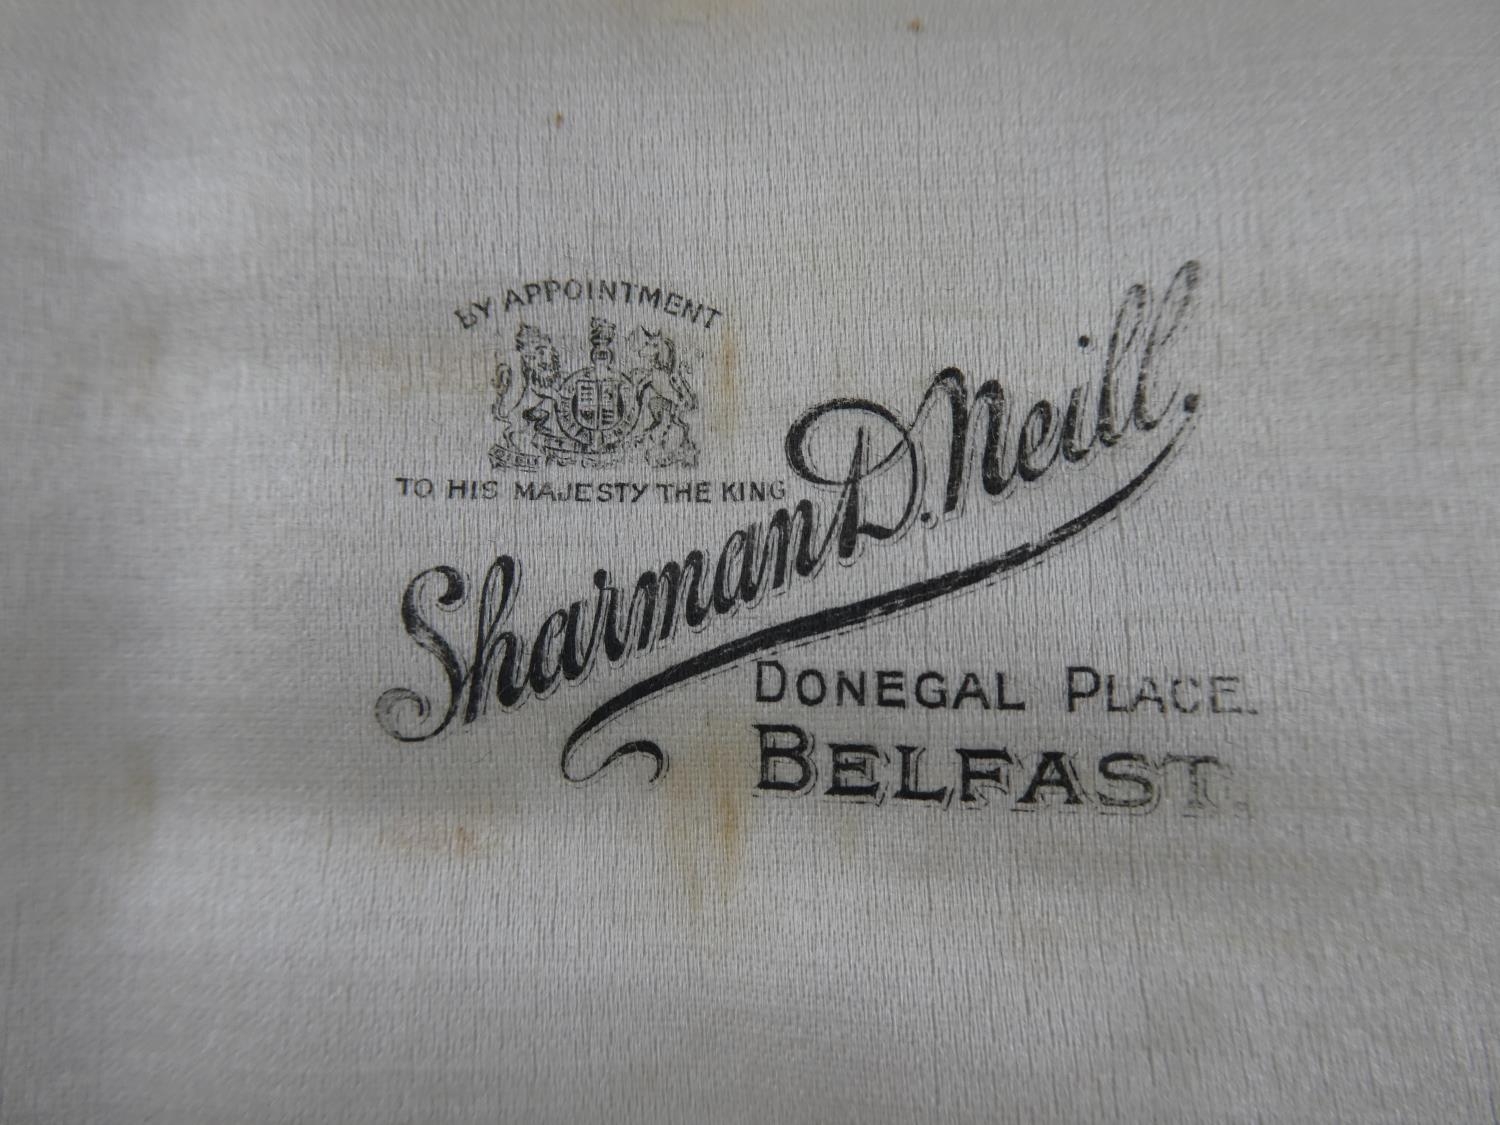 BY APPOINTMENT
TO HIS MAJESTY THE KING
Sharman D. Neill.
DONEGAL PLACE.
BELFAST.